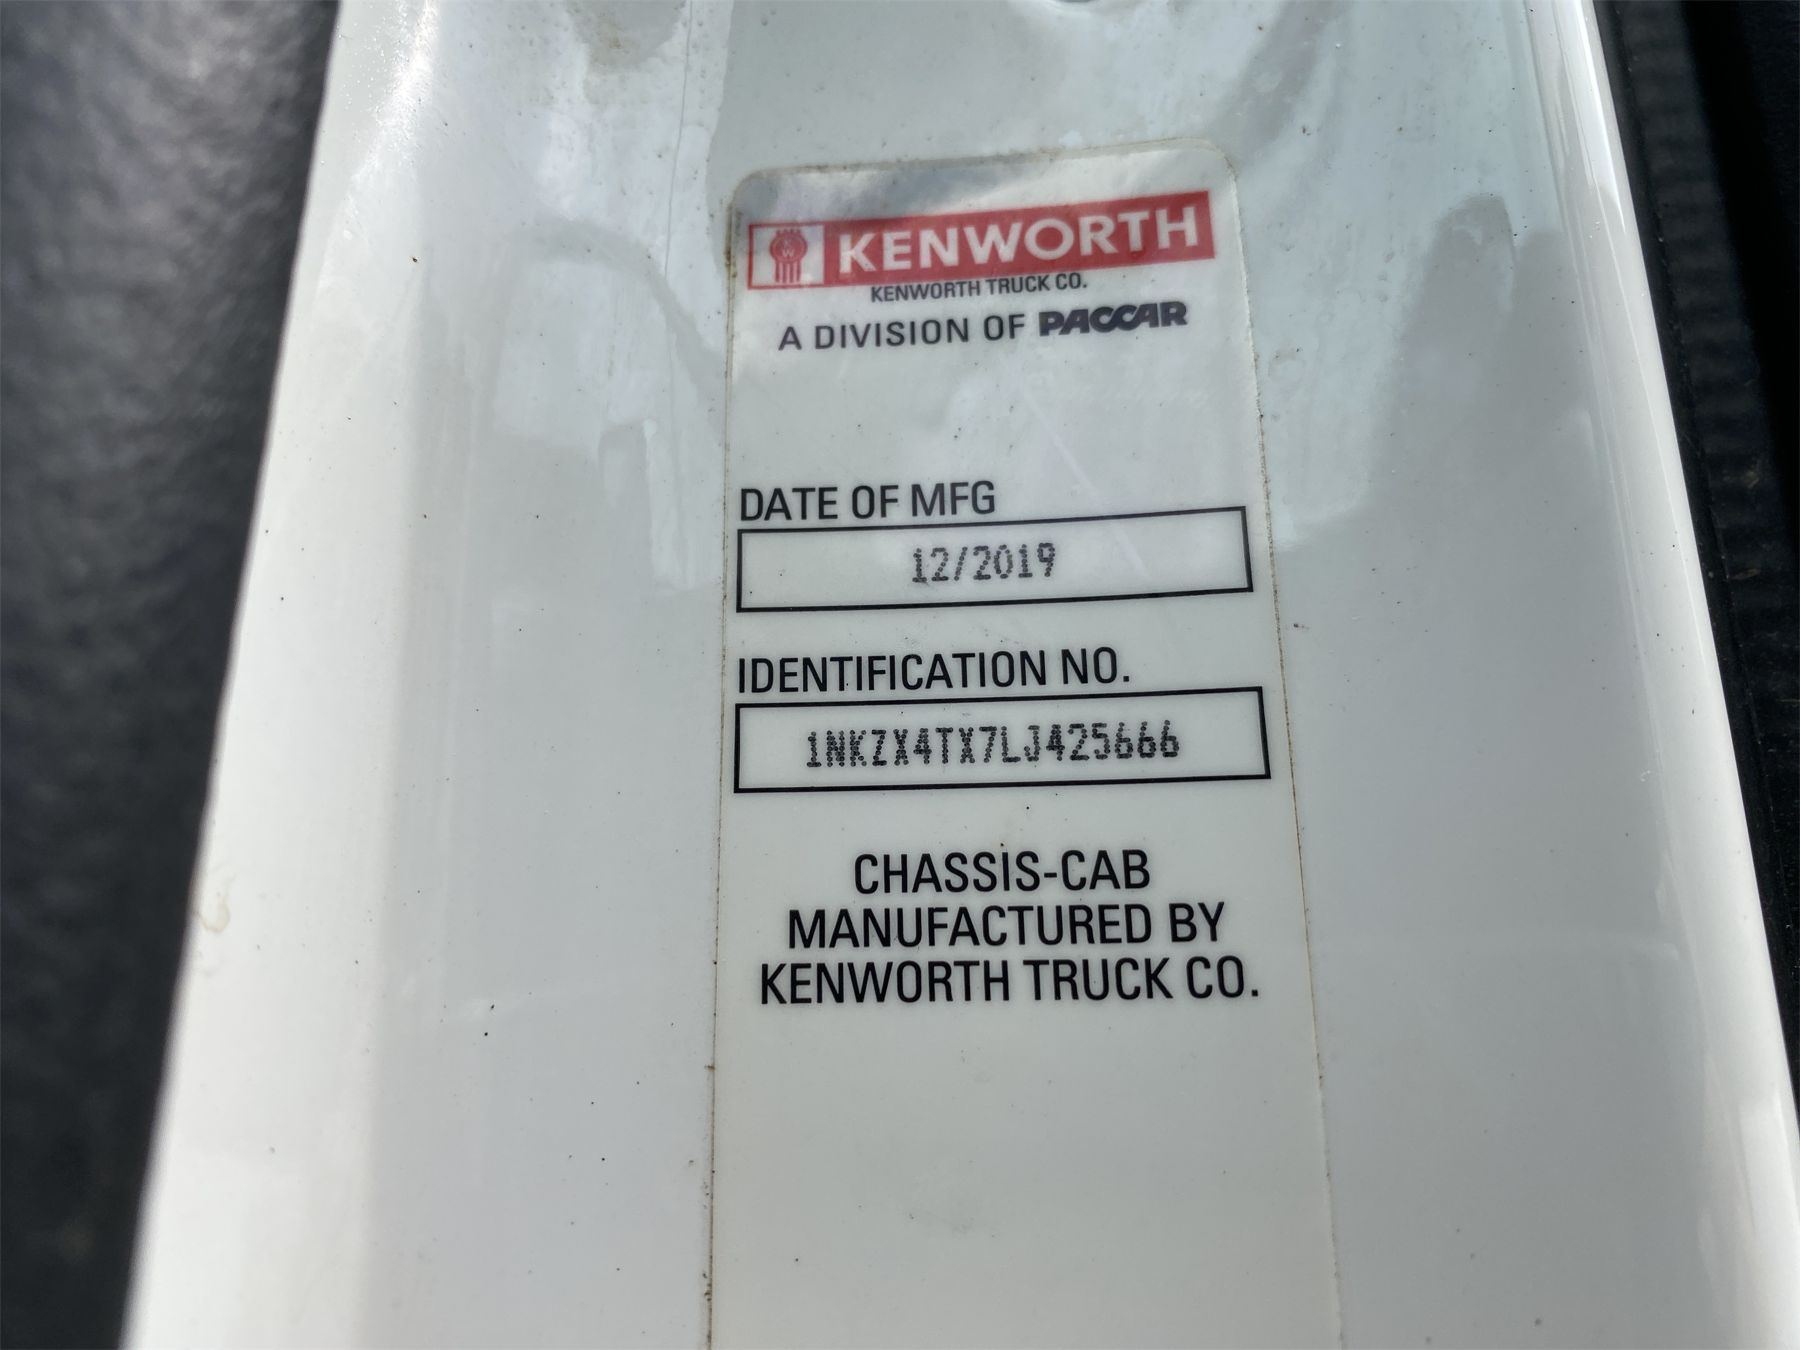 KENWORTH
KENWORTH TRUCK CO.
A DIVISION OF PACCAR
DATE OF MFG
12/2019
IDENTIFICATION NO.
1NKZX4TX7LJ425666
CHASSIS-CAB
MANUFACTURED BY
KENWORTH TRUCK CO.